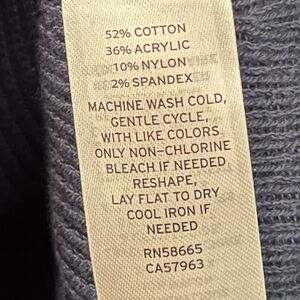 52% COTTON
36% ACRYLIC
10% NYLON
2% SPANDEX
MACHINE WASH COLD,
GENTLE CYCLE,
WITH LIKE COLORS
ONLY NON-CHLORINE
BLEACH IF NEEDED
RESHAPE,
LAY FLAT TO DRY
COOL IRON IF
NEEDED
RN58665
CA57963